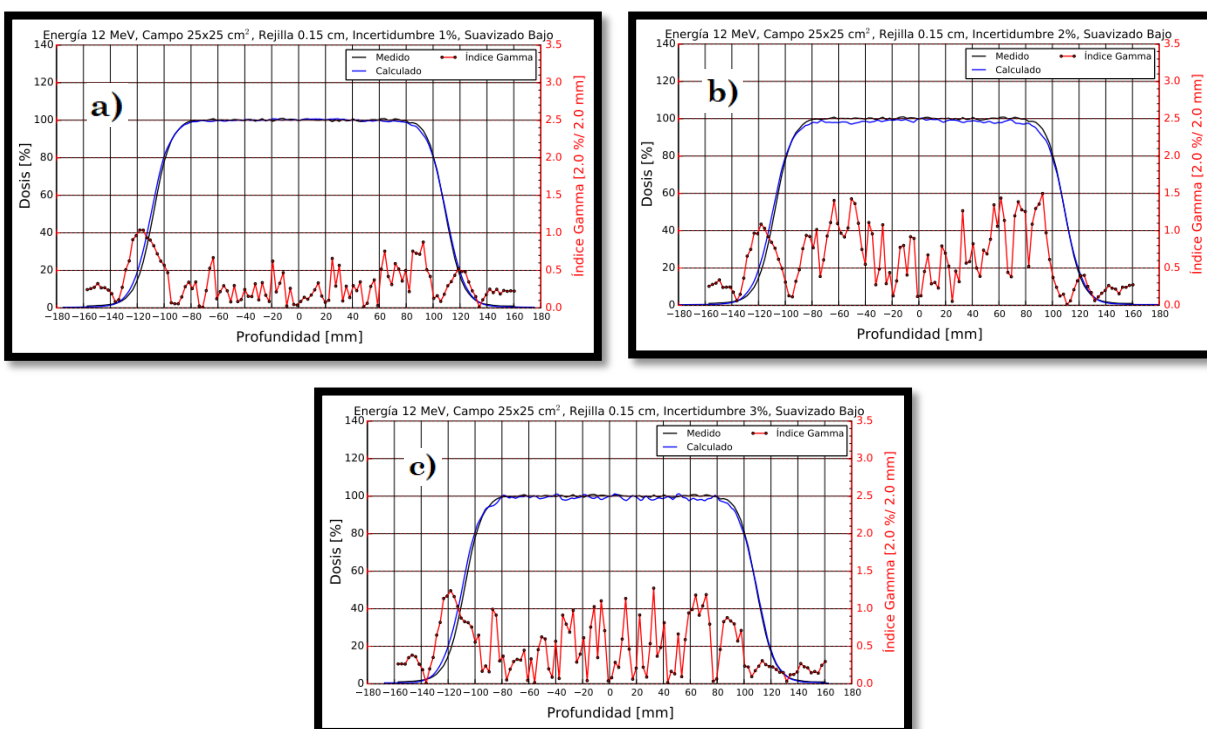 Energía 12 MeV, Campo 25x25 cm², Rejilla 0.15 cm, Incertidumbre 1%, Suavizado Bajo
a)
Medido
Calculado
Índice Gamma
140
120
100
80
60
40
20
0
Dosis [%]
3.5
3.0
2.5
2.0
1.5
1.0
0.5
0.0
Índice Gamma [2.0 %/ 2.0 mm]
−180 −160 −140 −120 −100 −80 −60 −40 −20 0 20 40 60 80 100 120 140 160 180
Profundidad [mm]
Energía 12 MeV, Campo 25x25 cm², Rejilla 0.15 cm, Incertidumbre 2%, Suavizado Bajo
b)
Medido
Calculado
Índice Gamma
140
120
100
80
60
40
20
0
Dosis [%]
3.5
3.0
2.5
2.0
1.5
1.0
0.5
0.0
Índice Gamma [2.0 %/ 2.0 mm]
−180 −160 −140 −120 −100 −80 −60 −40 −20 0 20 40 60 80 100 120 140 160 180
Profundidad [mm]
Energía 12 MeV, Campo 25x25 cm², Rejilla 0.15 cm, Incertidumbre 3%, Suavizado Bajo
c)
Medido
Calculado
Índice Gamma
140
120
100
80
60
40
20
0
Dosis [%]
3.5
3.0
2.5
2.0
1.5
1.0
0.5
0.0
Índice Gamma [2.0 %/ 2.0 mm]
−180 −160 −140 −120 −100 −80 −60 −40 −20 0 20 40 60 80 100 120 140 160 180
Profundidad [mm]